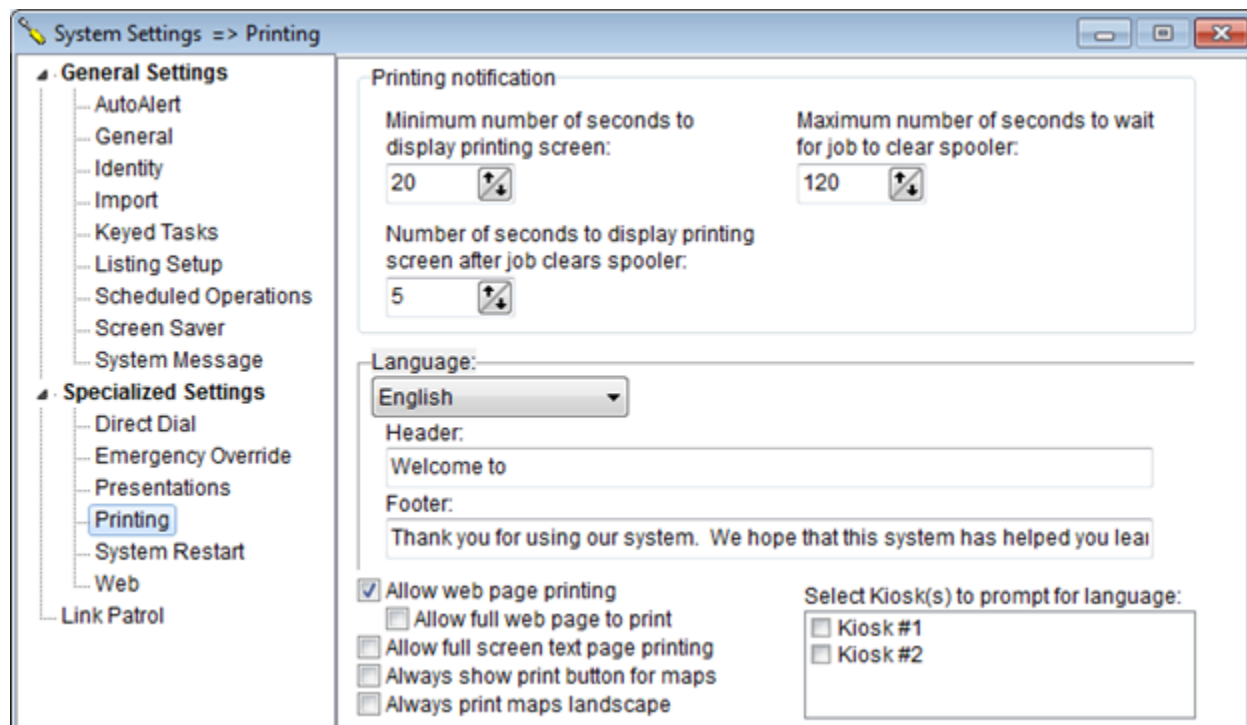 System Settings => Printing
General Settings
AutoAlert
General
Identity
Import
Keyed Tasks
Listing Setup
Scheduled Operations
Screen Saver
System Message
Specialized Settings
Direct Dial
Emergency Override
Presentations
Printing
System Restart
Web
Link Patrol
Printing notification
Minimum number of seconds to
display printing screen:
20
Maximum number of seconds to wait
for job to clear spooler:
120
Number of seconds to display printing
screen after job clears spooler:
5
Language:
English
Header:
Welcome to
Footer:
Thank you for using our system. We hope that this system has helped you
Allow web page printing
Allow full web page to print
Allow full screen text page printing
Always show print button for maps
Always print maps landscape
Select Kiosk(s) to prompt for language:
Kiosk #1
Kiosk #2